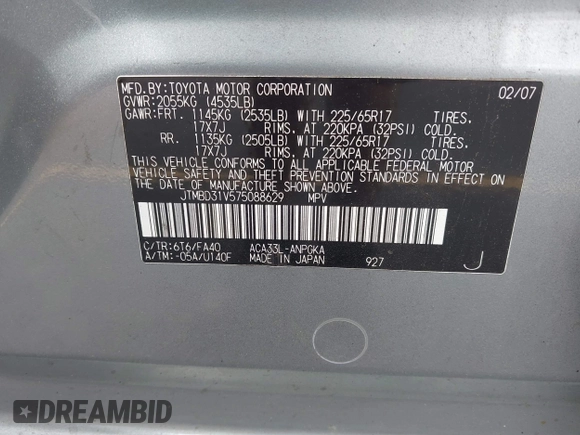 MFD.BY:TOYOTA MOTOR CORPORATION 02/07
GVWR:2055KG (4535LB)
GAWR:FRT. 1145KG (2535LB) WITH 225/65R17 TIRES.
17X7J RIMS. AT 220KPA (32PSI) COLD.
RR. 1135KG (2505LB) WITH 225/65R17 TIRES.
17X7J RIMS. AT 220KPA (32PSI) COLD.
THIS VEHICLE CONFORMS TO ALL APPLICABLE FEDERAL MOTOR
VEHICLE SAFETY AND THEFT PREVENTION STANDARDS IN EFFECT ON
THE DATE OF MANUFACTURE SHOWN ABOVE.
JTMBD31V575088629 MPV
C/TR:6T6/FA40 ACA33L-ANPGKA
A/TM:-05A/U140F MADE IN JAPAN 927 J
DREAMBID